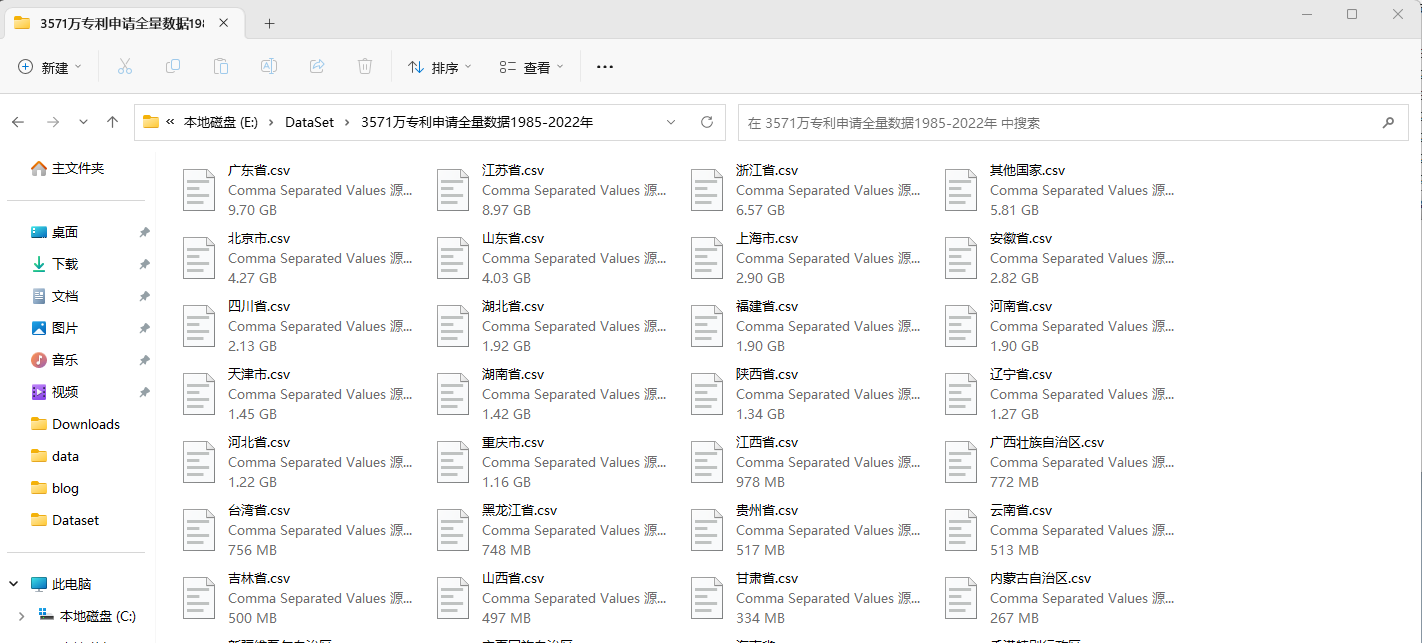 3571万专利申请全量数据198
新建
排序
查看
« 本地磁盘 (E:) › DataSet › 3571万专利申请全量数据1985-2022年
在 3571万专利申请全量数据1985-2022年 中搜索
主文件夹
桌面
下载
文档
图片
音乐
视频
Downloads
data
blog
Dataset
此电脑
本地磁盘 (C:)
广东省.csv
Comma Separated Values 源...
9.70 GB
江苏省.csv
Comma Separated Values 源...
8.97 GB
浙江省.csv
Comma Separated Values 源...
6.57 GB
其他国家.csv
Comma Separated Values 源...
5.81 GB
北京市.csv
Comma Separated Values 源...
4.27 GB
山东省.csv
Comma Separated Values 源...
4.03 GB
上海市.csv
Comma Separated Values 源...
2.90 GB
安徽省.csv
Comma Separated Values 源...
2.82 GB
四川省.csv
Comma Separated Values 源...
2.13 GB
湖北省.csv
Comma Separated Values 源...
1.92 GB
福建省.csv
Comma Separated Values 源...
1.90 GB
河南省.csv
Comma Separated Values 源...
1.90 GB
天津市.csv
Comma Separated Values 源...
1.45 GB
湖南省.csv
Comma Separated Values 源...
1.42 GB
陕西省.csv
Comma Separated Values 源...
1.34 GB
辽宁省.csv
Comma Separated Values 源...
1.27 GB
河北省.csv
Comma Separated Values 源...
1.22 GB
重庆市.csv
Comma Separated Values 源...
1.16 GB
江西省.csv
Comma Separated Values 源...
978 MB
广西壮族自治区.csv
Comma Separated Values 源...
772 MB
台湾省.csv
Comma Separated Values 源...
756 MB
黑龙江省.csv
Comma Separated Values 源...
748 MB
贵州省.csv
Comma Separated Values 源...
517 MB
云南省.csv
Comma Separated Values 源...
513 MB
吉林省.csv
Comma Separated Values 源...
500 MB
山西省.csv
Comma Separated Values 源...
497 MB
甘肃省.csv
Comma Separated Values 源...
334 MB
内蒙古自治区.csv
Comma Separated Values 源...
267 MB